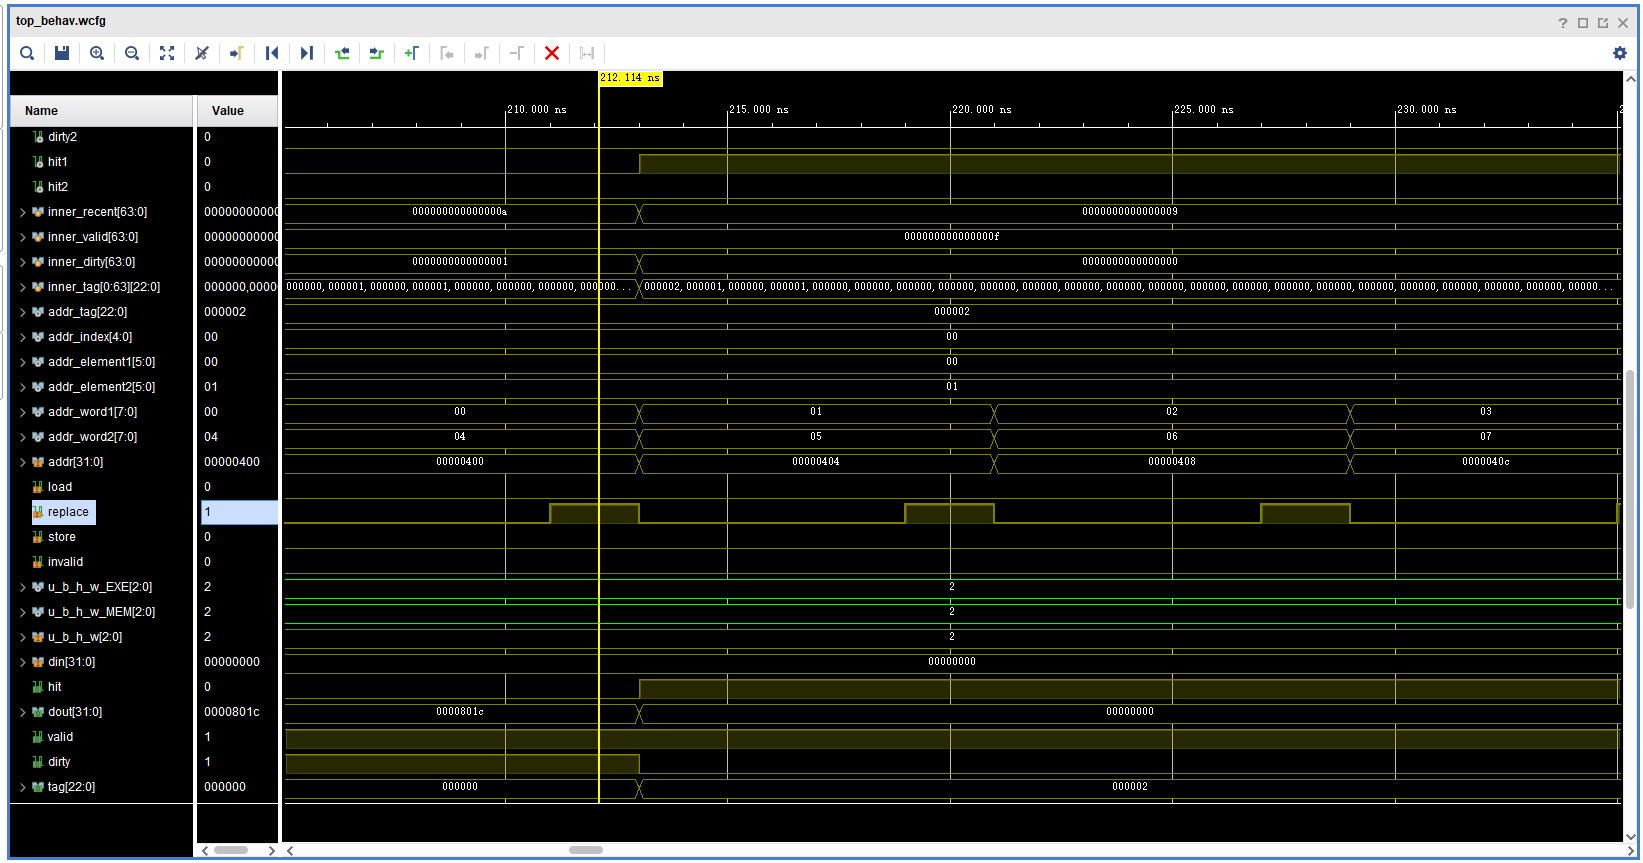 top_behav.wcfg
212.114 ns
Name Value 210.000 ns 215.000 ns 220.000 ns 225.000 ns 230.000 ns
dirty2 0
hit1 0
hit2 0
inner_recent[63:0] 00000000000 000000000000000a 0000000000000009
inner_valid[63:0] 00000000000 000000000000000f
inner_dirty[63:0] 00000000000 0000000000000001 0000000000000000
inner_tag[0:63][22:0] 000000,0000 000000,000001,000000,000001,000000,000000,000000,000000... 000002,000001,000000,000001,000000,000000,000000,000000,000000,000000,000000,000000,000000,000000,000000,00000...
addr_tag[22:0] 000002 000002
addr_index[4:0] 00 00
addr_element1[5:0] 00 00
addr_element2[5:0] 01 01
addr_word1[7:0] 00 00 01 02 03
addr_word2[7:0] 04 04 05 06 07
addr[31:0] 00000400 00000400 00000404 00000408 0000040c
load 0
replace 1
store 0
invalid 0
u_b_h_w_EXE[2:0] 2 2
u_b_h_w_MEM[2:0] 2 2
u_b_h_w[2:0] 2 2
din[31:0] 00000000 00000000
hit 0
dout[31:0] 0000801c 0000801c 00000000
valid 1
dirty 1
tag[22:0] 000000 000000 000002